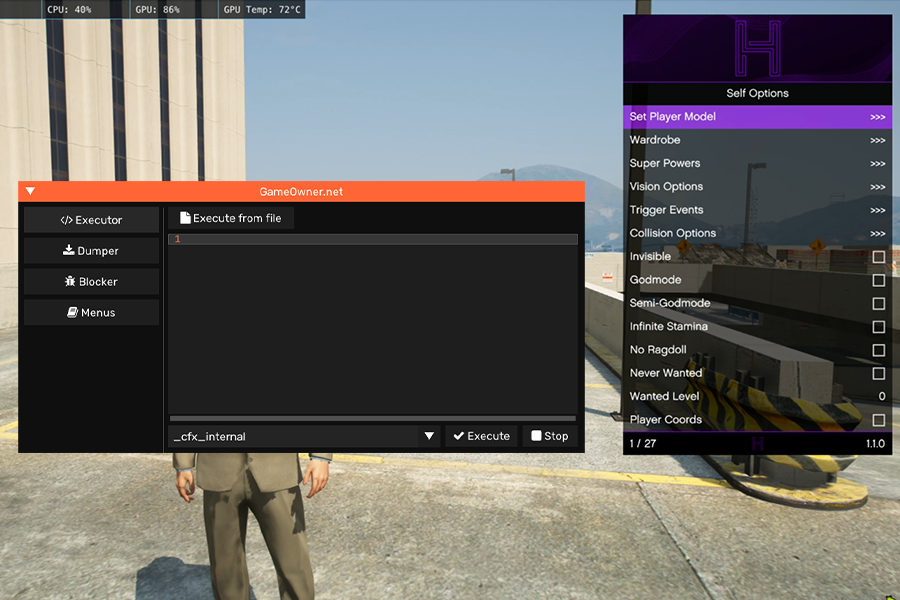 CPU: 40% GPU: 86% GPU Temp: 72°C
GameOwner.net
</> Executor
Dumper
Blocker
Menus
Execute from file
1
_cfx_internal
Execute
Stop
H
Self Options
Set Player Model >>>
Wardrobe >>>
Super Powers >>>
Vision Options >>>
Trigger Events >>>
Collision Options >>>
Invisible
Godmode
Semi-Godmode
Infinite Stamina
No Ragdoll
Never Wanted
Wanted Level 0
Player Coords
1 / 27 H 1.1.0